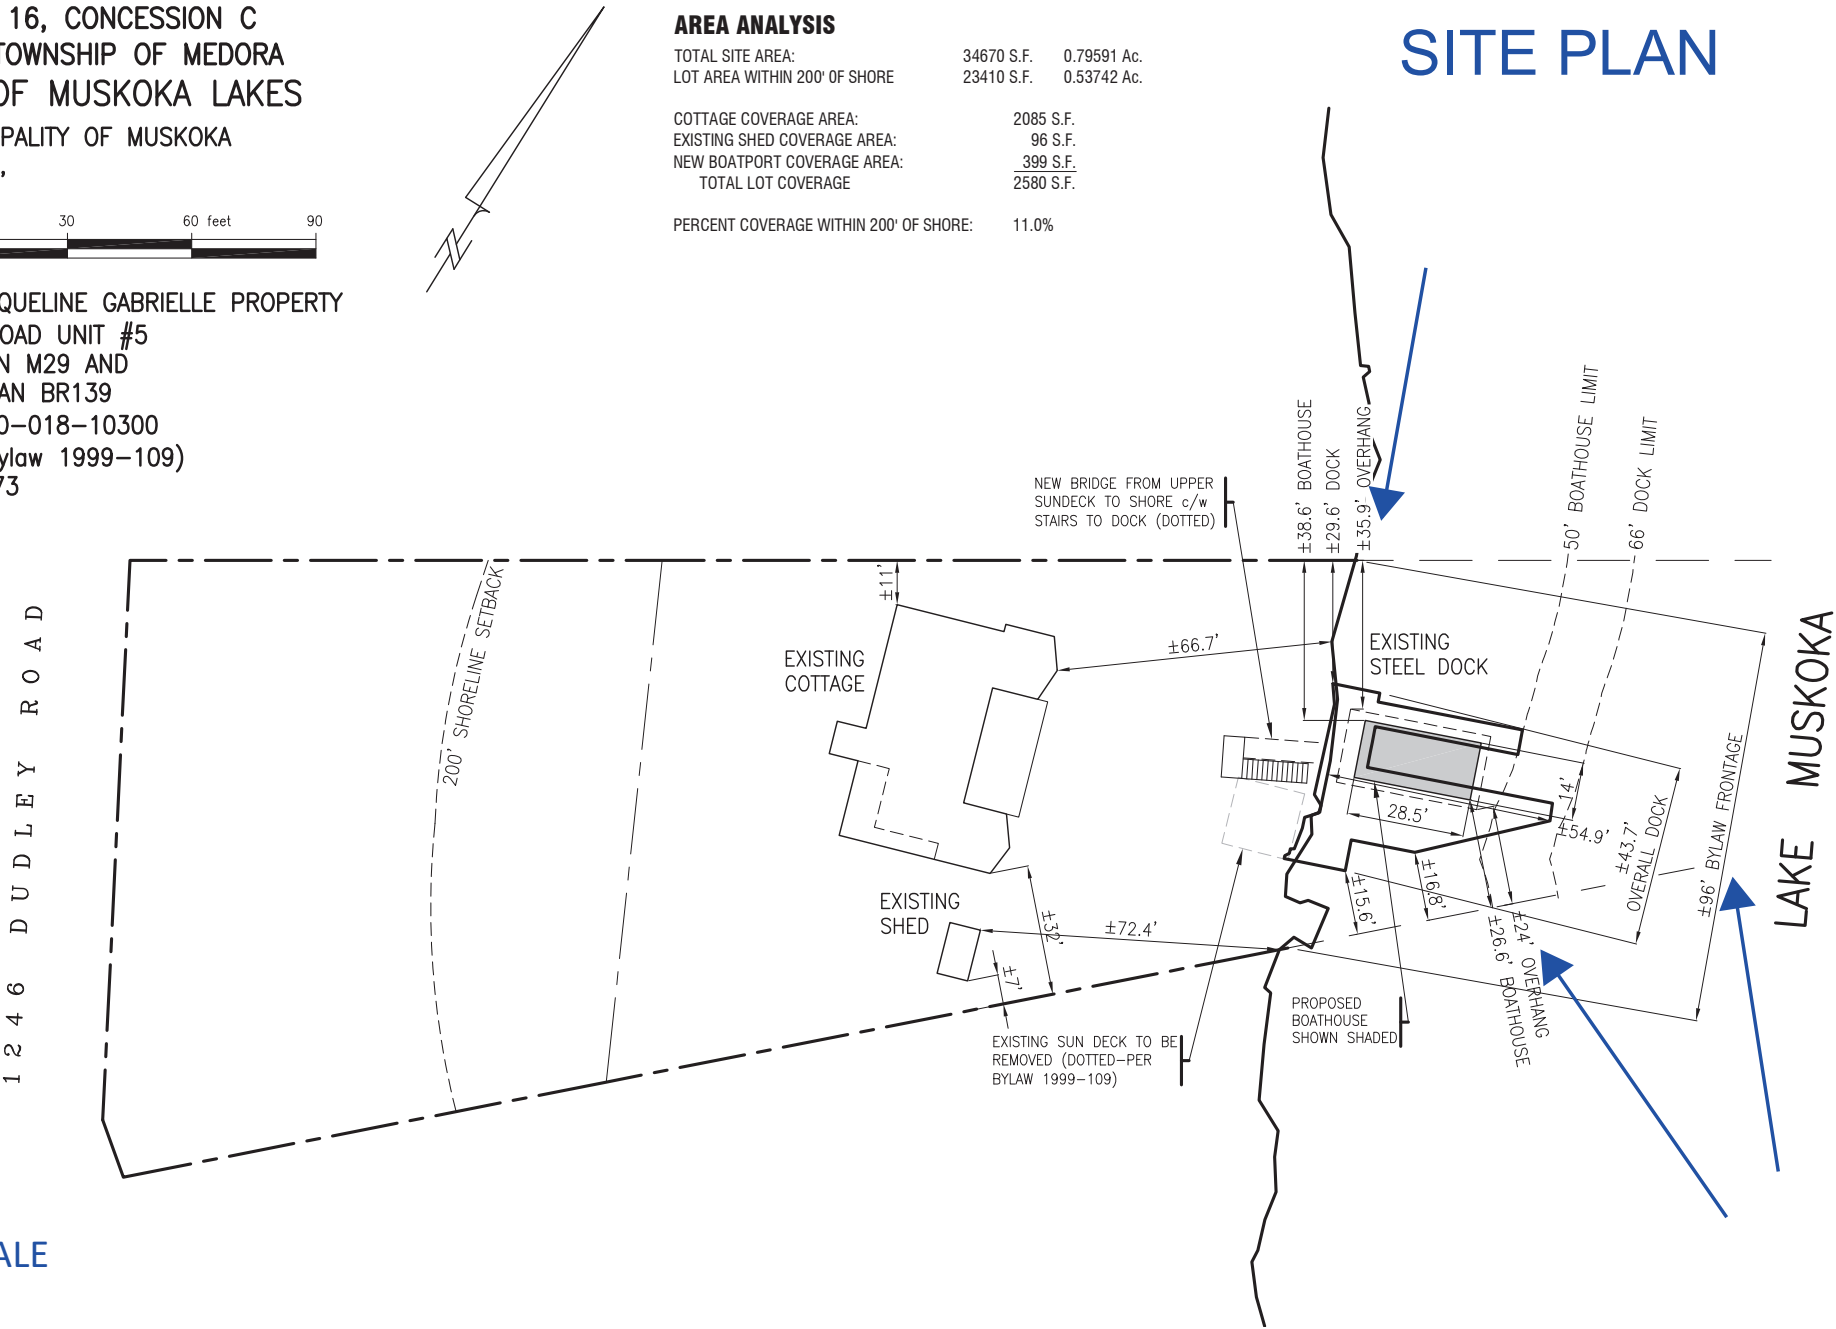 16, CONCESSION C
TOWNSHIP OF MEDORA
OF MUSKOKA LAKES
PALITY OF MUSKOKA
30 60 feet 90
QUELINE GABRIELLE PROPERTY
OAD UNIT #5
N M29 AND
AN BR139
0-018-10300
ylaw 1999-109)
73
AREA ANALYSIS
TOTAL SITE AREA: 34670 S.F. 0.79591 Ac.
LOT AREA WITHIN 200' OF SHORE 23410 S.F. 0.53742 Ac.
COTTAGE COVERAGE AREA: 2085 S.F.
EXISTING SHED COVERAGE AREA: 96 S.F.
NEW BOATPORT COVERAGE AREA: 399 S.F.
TOTAL LOT COVERAGE 2580 S.F.
PERCENT COVERAGE WITHIN 200' OF SHORE: 11.0%
SITE PLAN
NEW BRIDGE FROM UPPER
SUNDECK TO SHORE c/w
STAIRS TO DOCK (DOTTED)
±38.6' BOATHOUSE
±29.6' DOCK
±35.9' OVERHANG
50' BOATHOUSE LIMIT
66' DOCK LIMIT
1246 DUDLEY ROAD
200' SHORELINE SETBACK
±11'
EXISTING
COTTAGE
±66.7'
EXISTING
STEEL DOCK
28.5'
14'
±54.9'
±43.7'
OVERALL DOCK
±96' BYLAW FRONTAGE
LAKE MUSKOKA
EXISTING
SHED
±32'
±72.4'
±7'
±15.6'
±16.8'
±24' OVERHANG
±26.6' BOATHOUSE
EXISTING SUN DECK TO BE
REMOVED (DOTTED-PER
BYLAW 1999-109)
PROPOSED
BOATHOUSE
SHOWN SHADED
ALE